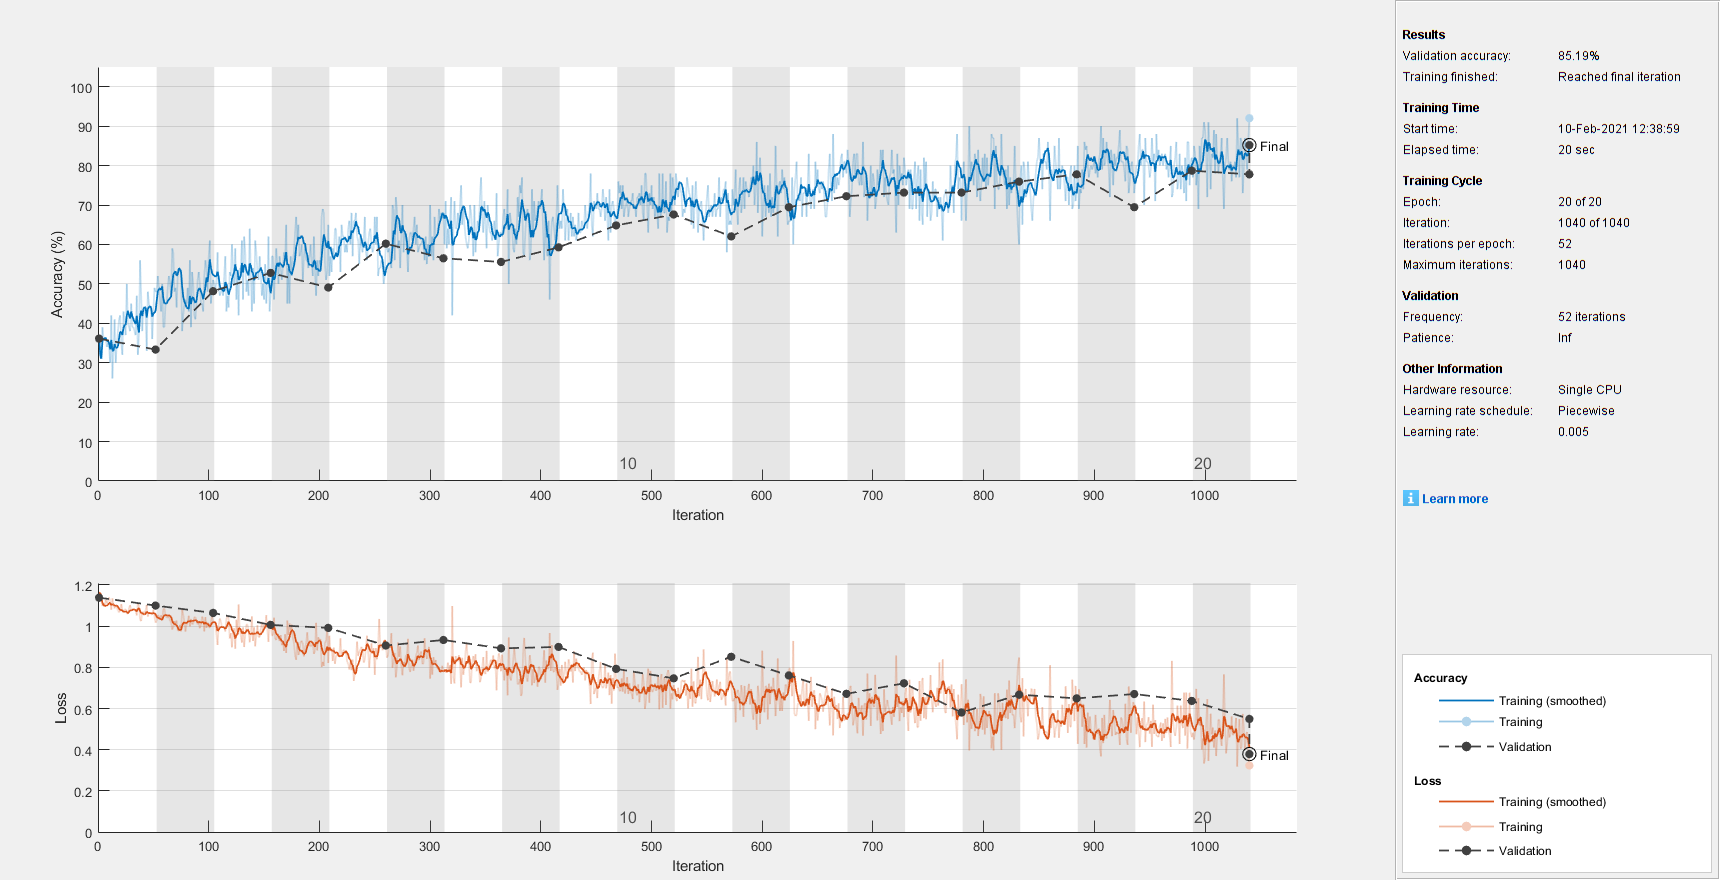 100
90
80
70
60
50
40
30
20
10
0
Accuracy (%)
Final
10
20
0 100 200 300 400 500 600 700 800 900 1000
Iteration
1.2
1
0.8
0.6
0.4
0.2
0
Loss
Final
10
20
0 100 200 300 400 500 600 700 800 900 1000
Iteration
Results
Validation accuracy: 85.19%
Training finished: Reached final iteration
Training Time
Start time: 10-Feb-2021 12:38:59
Elapsed time: 20 sec
Training Cycle
Epoch: 20 of 20
Iteration: 1040 of 1040
Iterations per epoch: 52
Maximum iterations: 1040
Validation
Frequency: 52 iterations
Patience: Inf
Other Information
Hardware resource: Single CPU
Learning rate schedule: Piecewise
Learning rate: 0.005
i Learn more
Accuracy
Training (smoothed)
Training
Validation
Loss
Training (smoothed)
Training
Validation